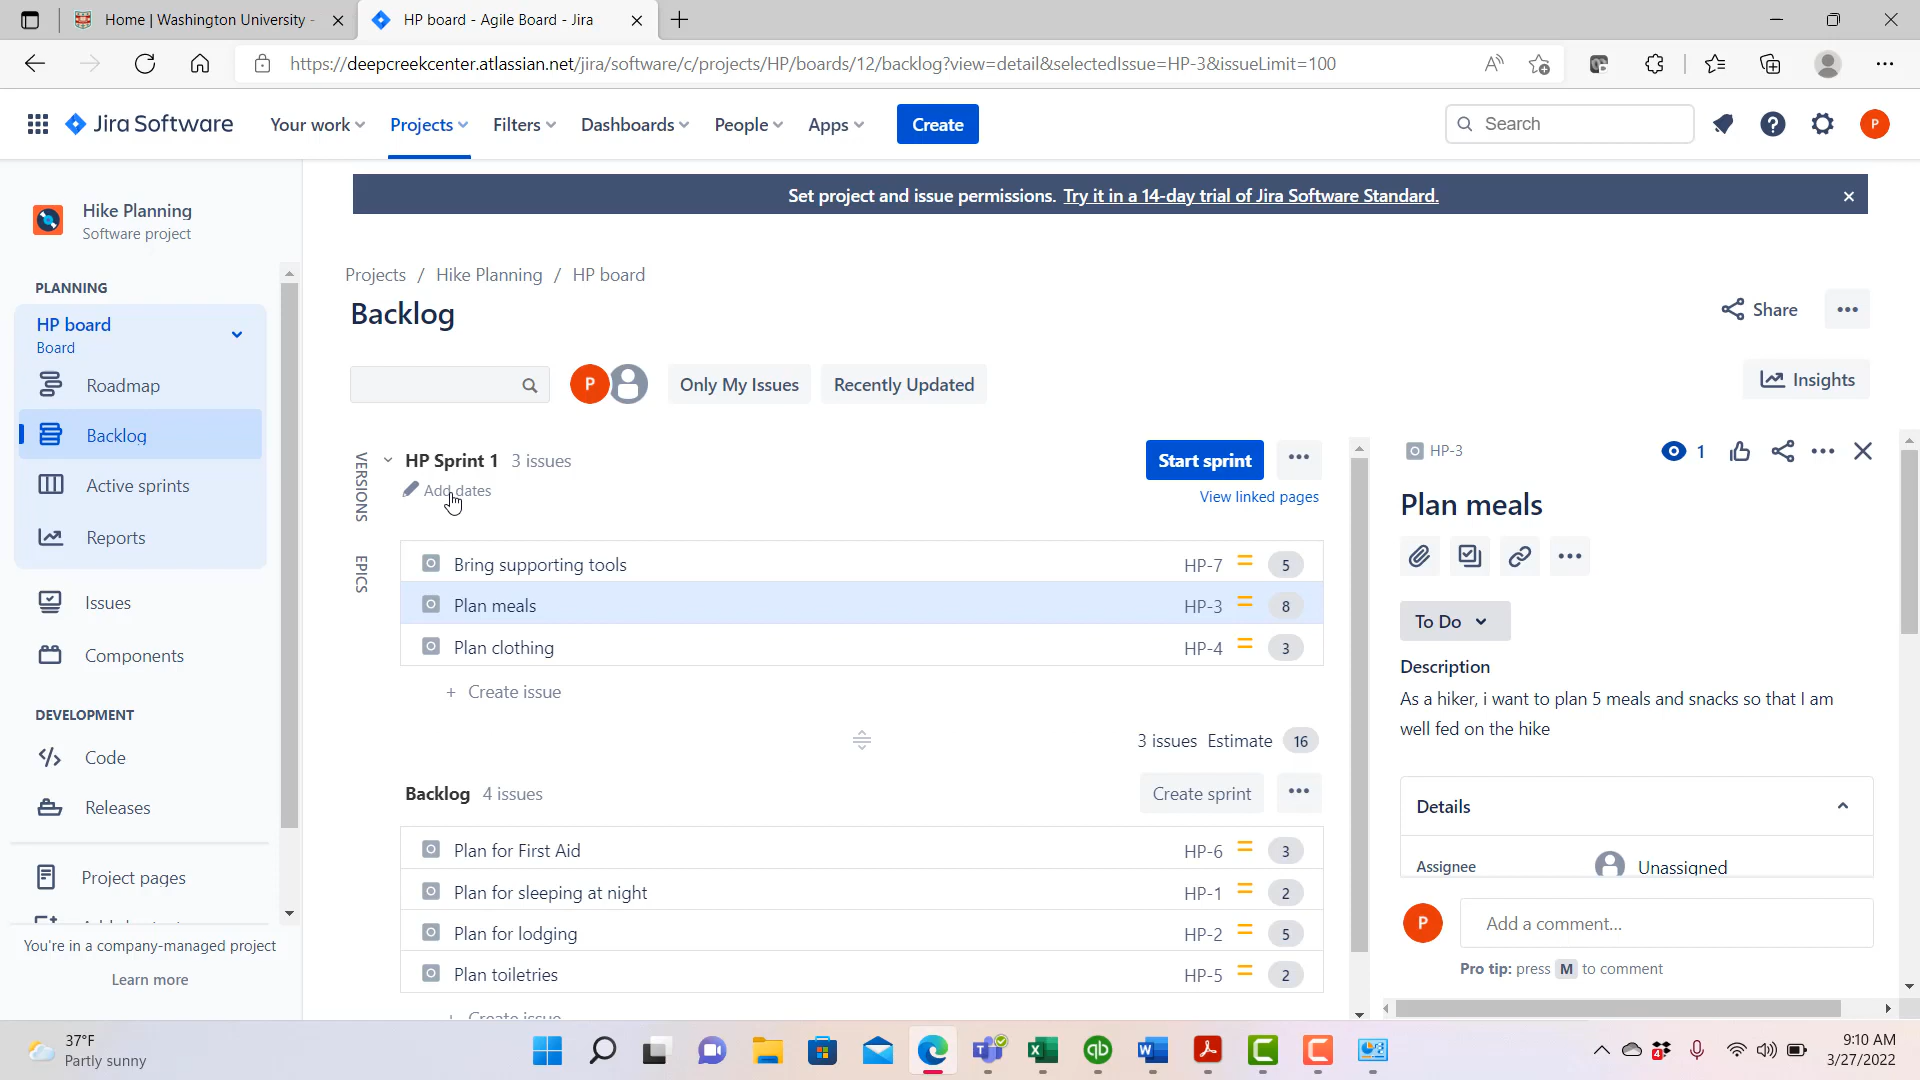 Home | Washington University -
HP board - Agile Board - Jira
https://deepcreekcenter.atlassian.net/jira/software/c/projects/HP/boards/12/backlog?view=detail&selectedIssue=HP-3&issueLimit=100
Jira Software
Your work
Projects
Filters
Dashboards
People
Apps
Create
Search
P
Hike Planning
Software project
Set project and issue permissions. Try it in a 14-day trial of Jira Software Standard.
Projects / Hike Planning / HP board
Backlog
Share
PLANNING
HP board
Board
Roadmap
Backlog
Active sprints
Reports
Issues
Components
DEVELOPMENT
Code
Releases
Project pages
You're in a company-managed project
Learn more
P
Only My Issues
Recently Updated
Insights
VERSIONS
EPICS
HP Sprint 1 3 issues
Add dates
Start sprint
View linked pages
Bring supporting tools HP-7 5
Plan meals HP-3 8
Plan clothing HP-4 3
+ Create issue
3 issues Estimate 16
Backlog 4 issues
Create sprint
Plan for First Aid HP-6 3
Plan for sleeping at night HP-1 2
Plan for lodging HP-2 5
Plan toiletries HP-5 2
+ Create issue
HP-3
1
Plan meals
To Do
Description
As a hiker, i want to plan 5 meals and snacks so that I am
well fed on the hike
Details
Assignee Unassigned
P
Add a comment...
Pro tip: press M to comment
37°F
Partly sunny
4
9:10 AM
3/27/2022